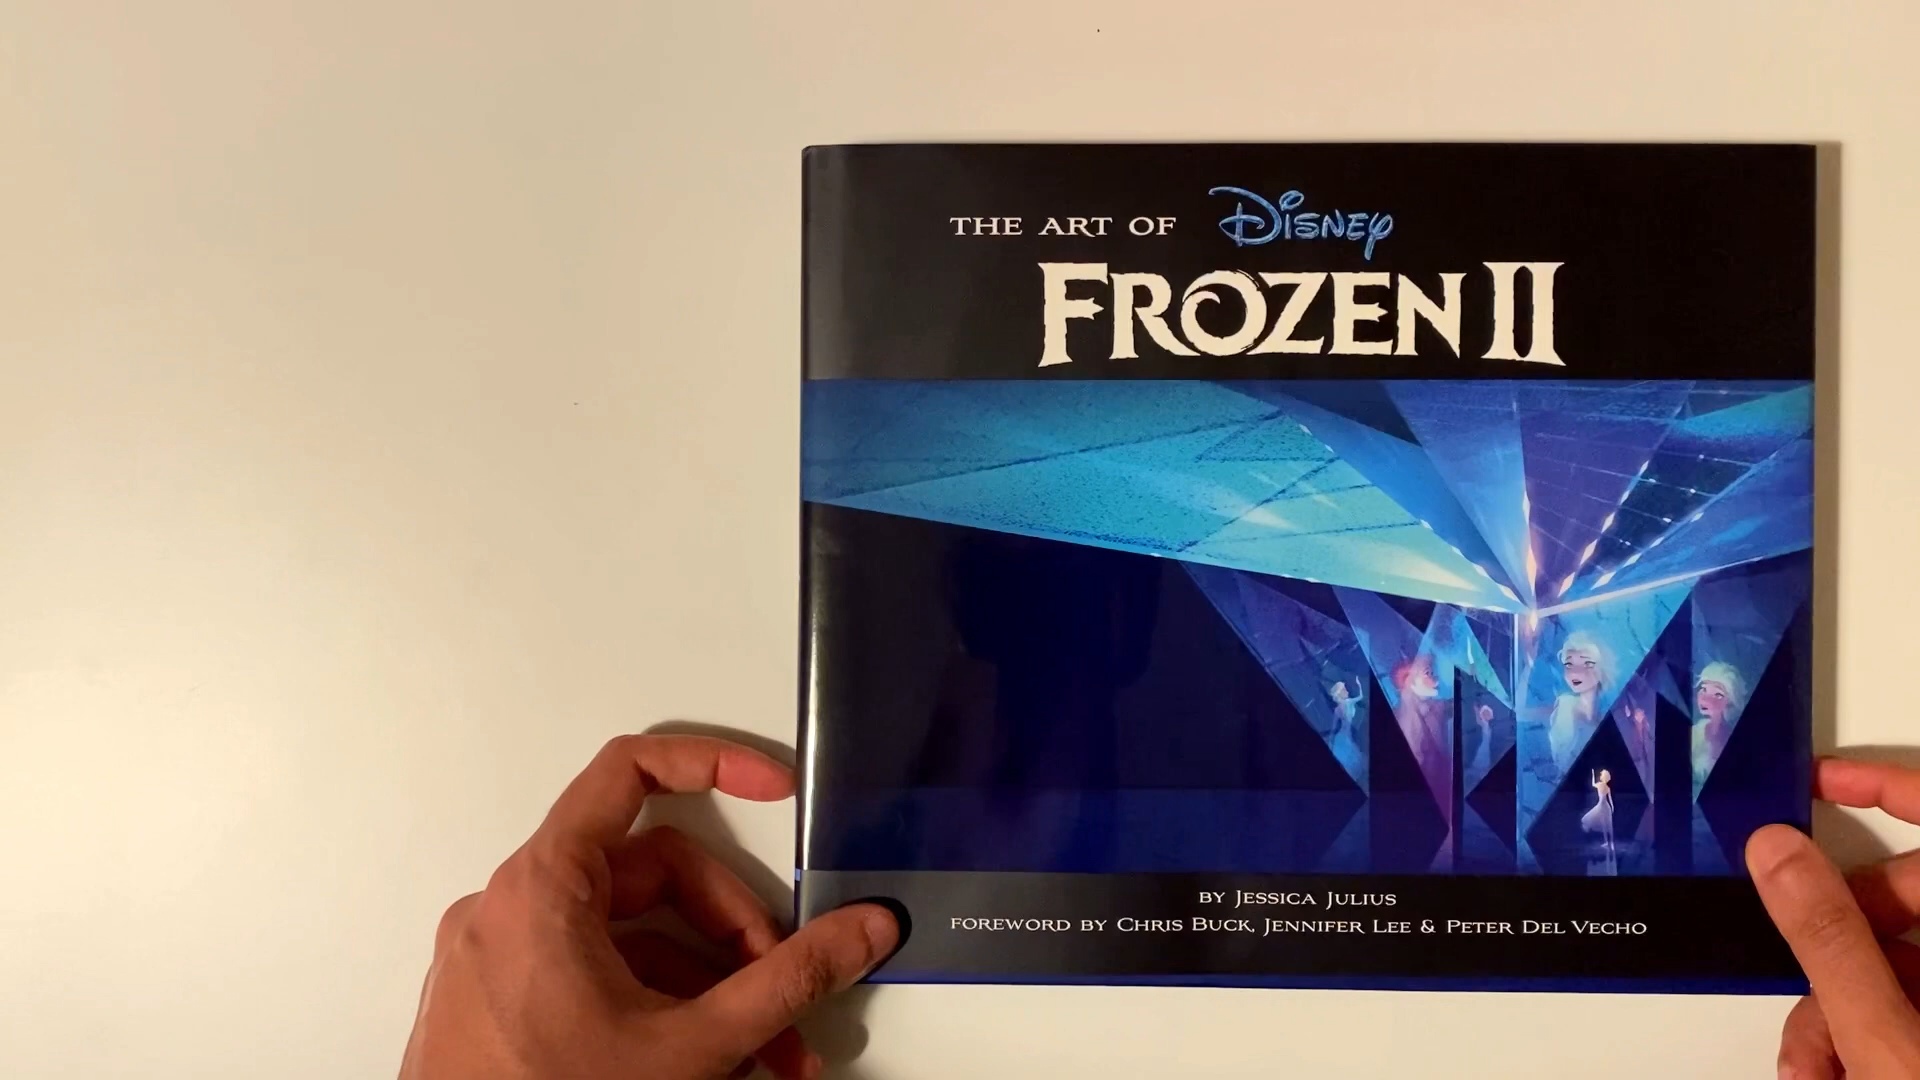 THE ART OF Disney
FROZEN II
BY JESSICA JULIUS
FOREWORD BY CHRIS BUCK, JENNIFER LEE & PETER DEL VECHO